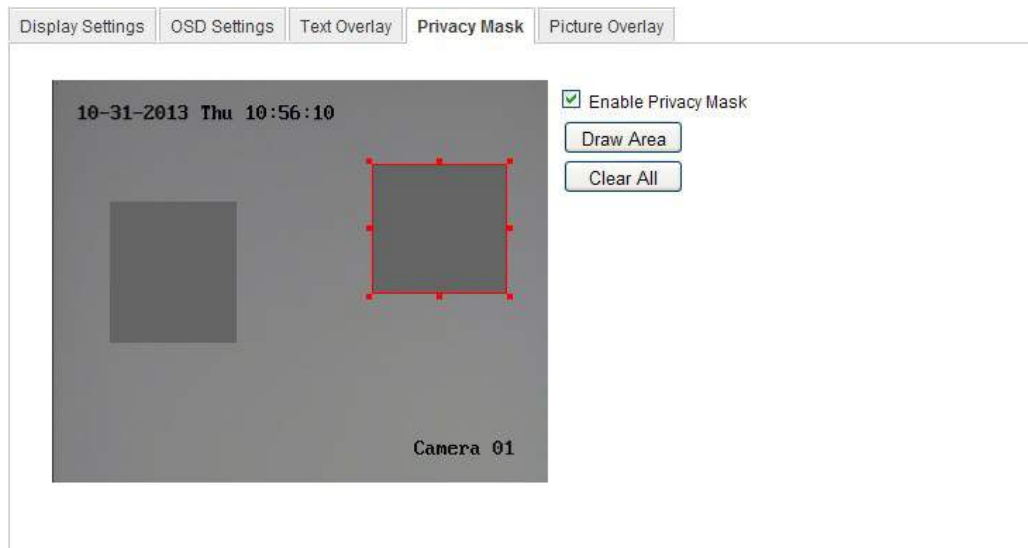 Display Settings OSD Settings Text Overlay Privacy Mask Picture Overlay
10-31-2013 Thu 10:56:10
Enable Privacy Mask
Draw Area
Clear All
Camera 01